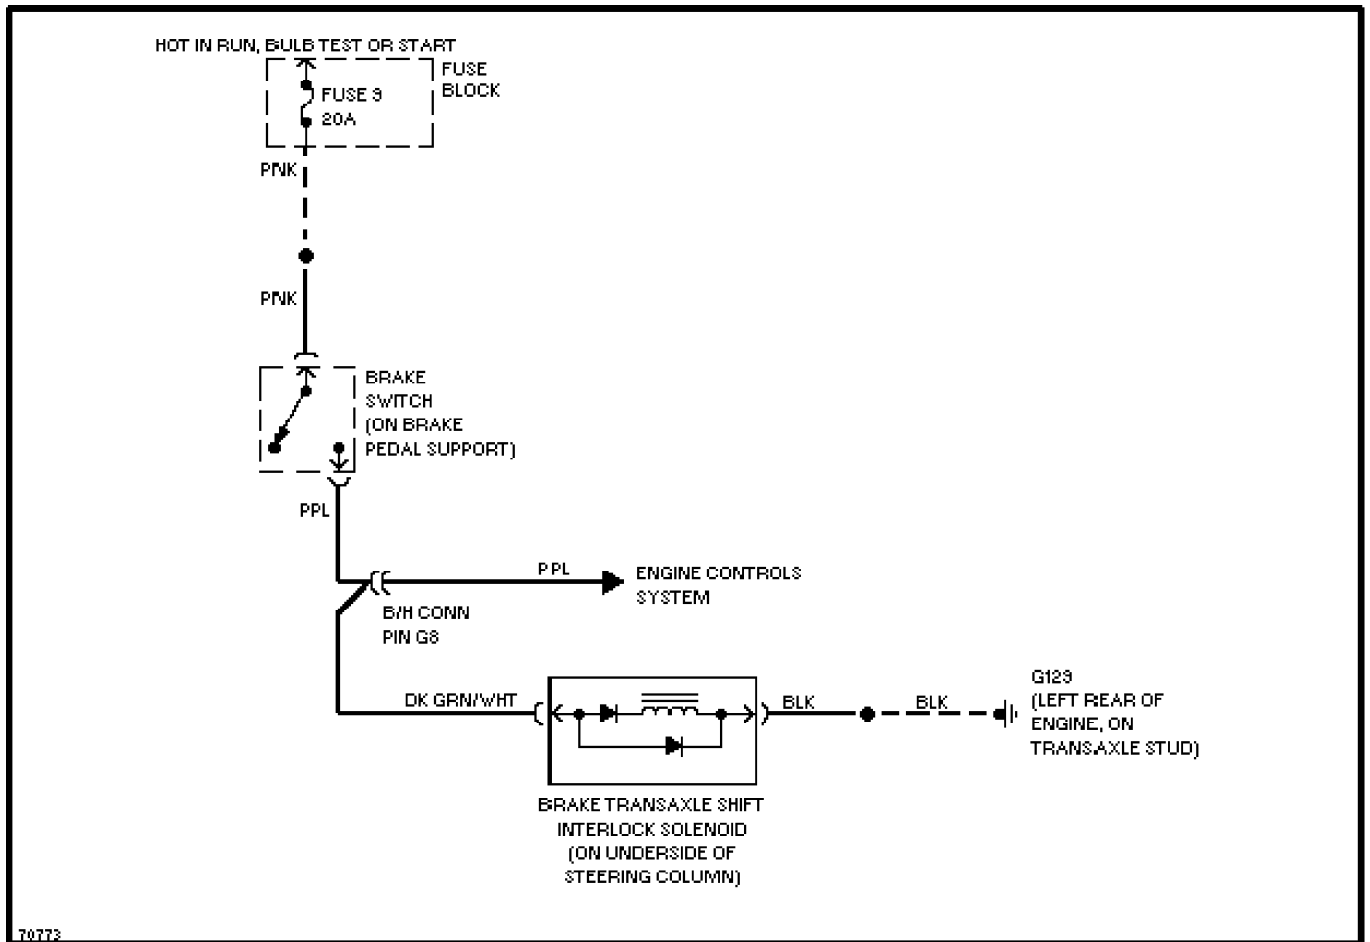 HOT IN RUN, BULB TEST OR START
FUSE
BLOCK
FUSE 9
20A
PNK
PNK
BRAKE
SWITCH
(ON BRAKE
PEDAL SUPPORT)
PPL
PPL
ENGINE CONTROLS
SYSTEM
B/H CONN
PIN G8
DK GRN/WHT
BLK
BLK
G129
(LEFT REAR OF
ENGINE, ON
TRANSAXLE STUD)
BRAKE TRANSAXLE SHIFT
INTERLOCK SOLENOID
(ON UNDERSIDE OF
STEERING COLUMN)
70773